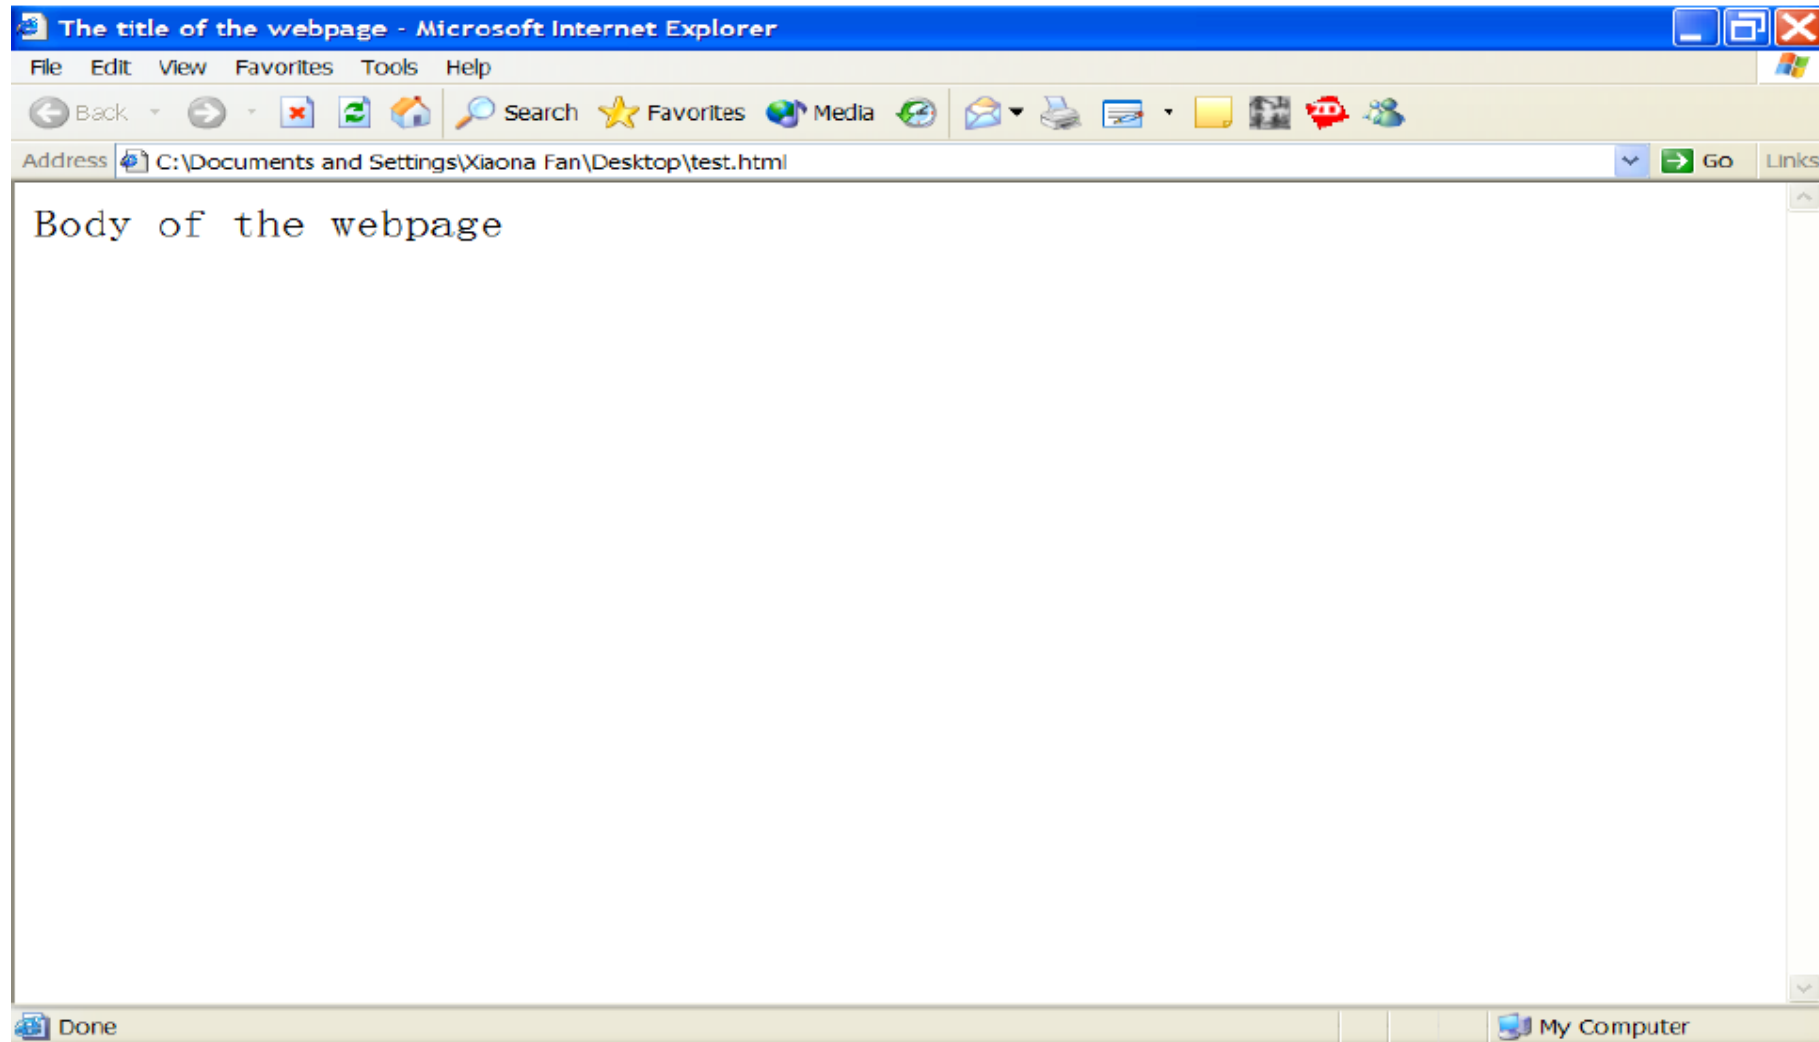 The title of the webpage - Microsoft Internet Explorer
File Edit View Favorites Tools Help
Back Search Favorites Media
Address C:\Documents and Settings\Xiaona Fan\Desktop\test.html Go Links
Body of the webpage
Done My Computer